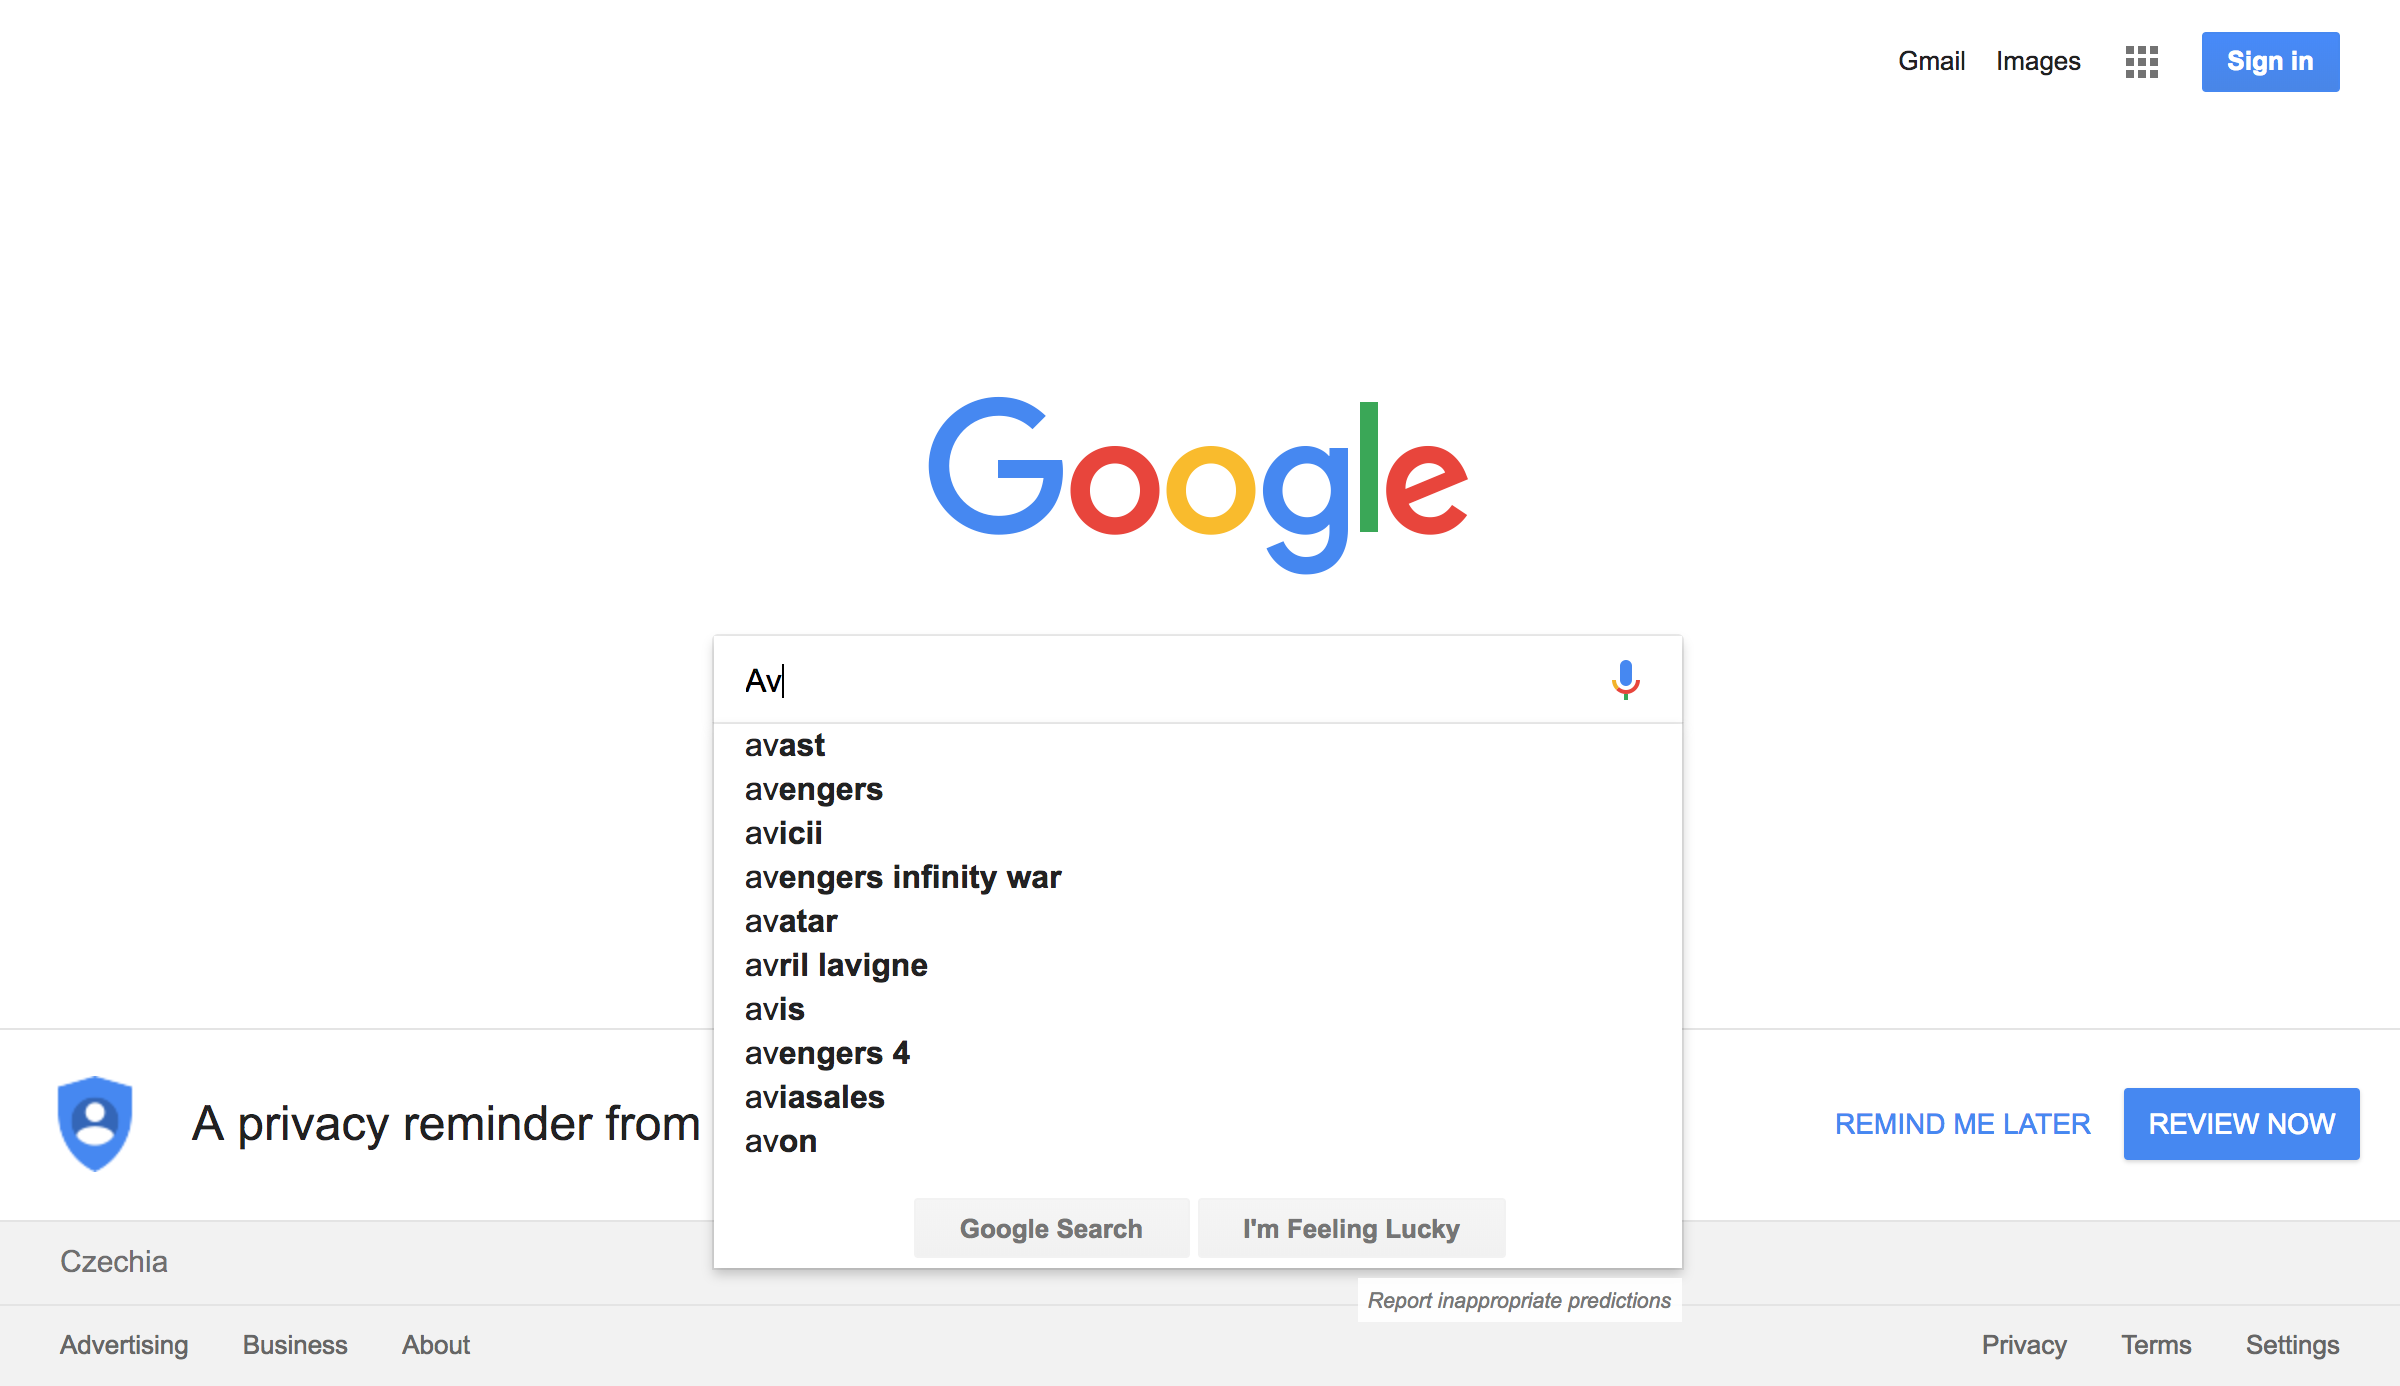 Gmail Images Sign in
Google
Av
avast
avengers
avicii
avengers infinity war
avatar
avril lavigne
avis
avengers 4
aviasales
avon
A privacy reminder from REMIND ME LATER REVIEW NOW
Google Search I'm Feeling Lucky
Czechia
Report inappropriate predictions
Advertising Business About Privacy Terms Settings